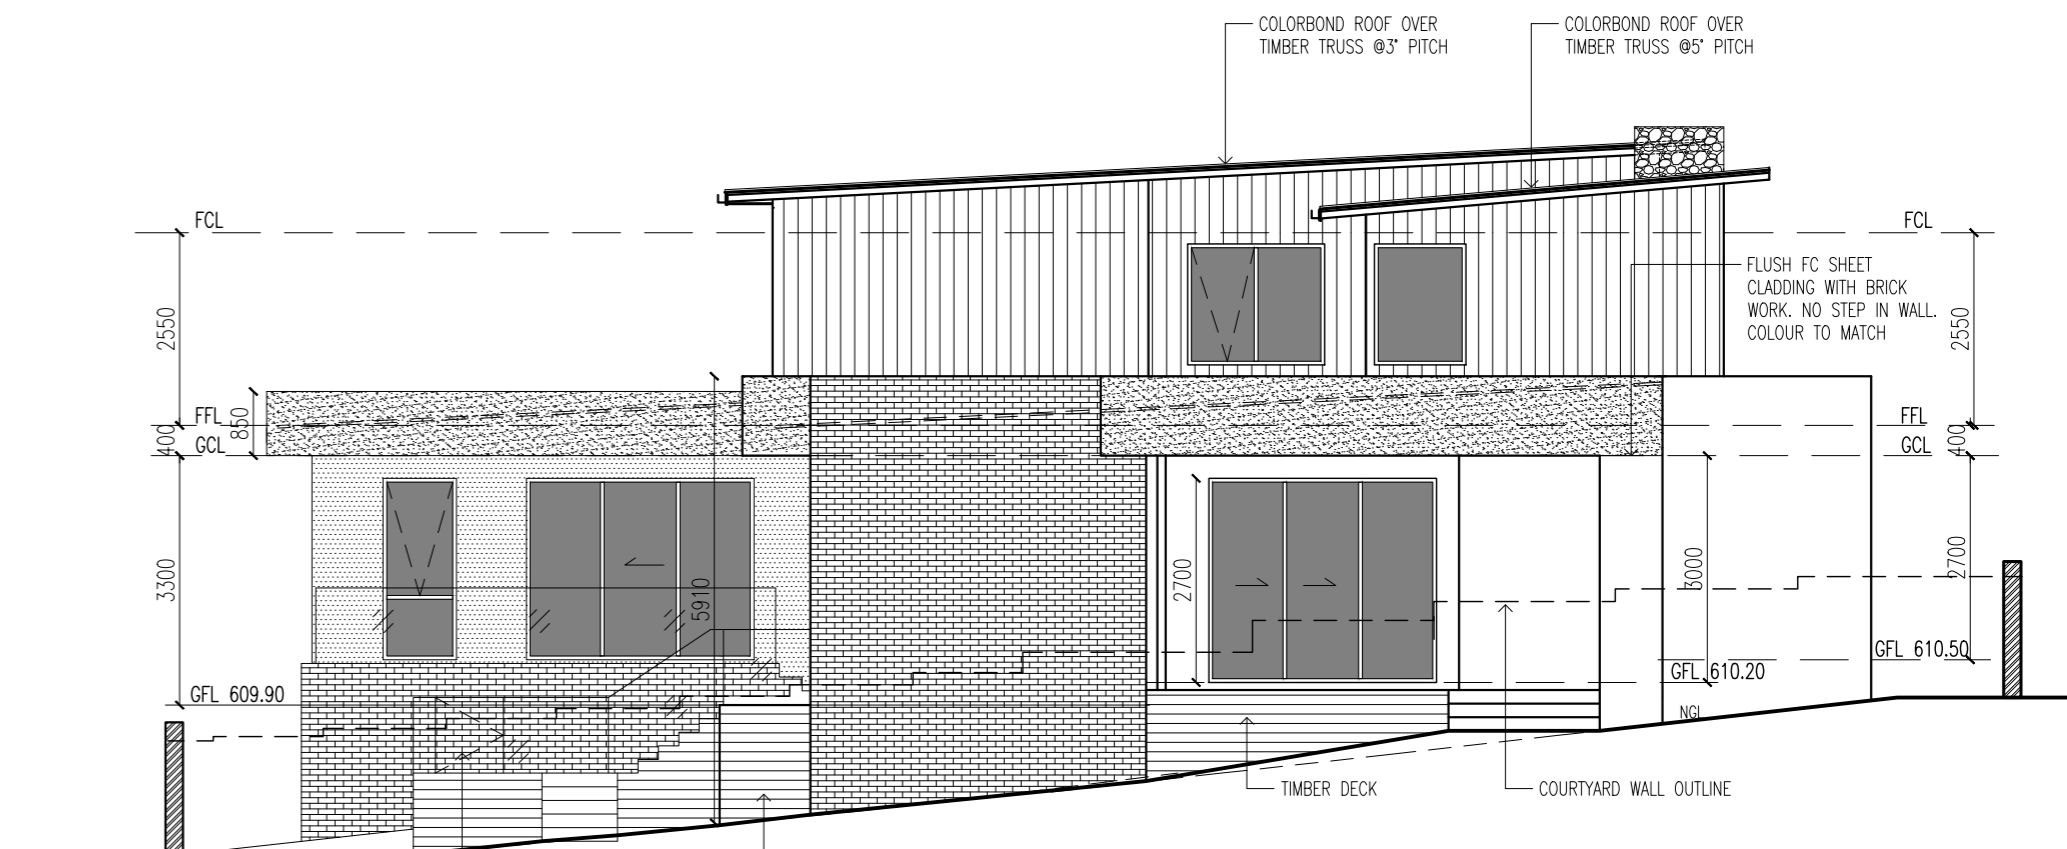 COLORBOND ROOF OVER
TIMBER TRUSS @3° PITCH
COLORBOND ROOF OVER
TIMBER TRUSS @5° PITCH
FCL
FCL
FLUSH FC SHEET
CLADDING WITH BRICK
WORK. NO STEP IN WALL.
COLOUR TO MATCH
2550
2550
850
FFL
FFL
400
400
GCL
GCL
3300
5910
2700
3000
2700
GFL 609.90
GFL 610.20
GFL 610.50
NGL
TIMBER DECK
COURTYARD WALL OUTLINE